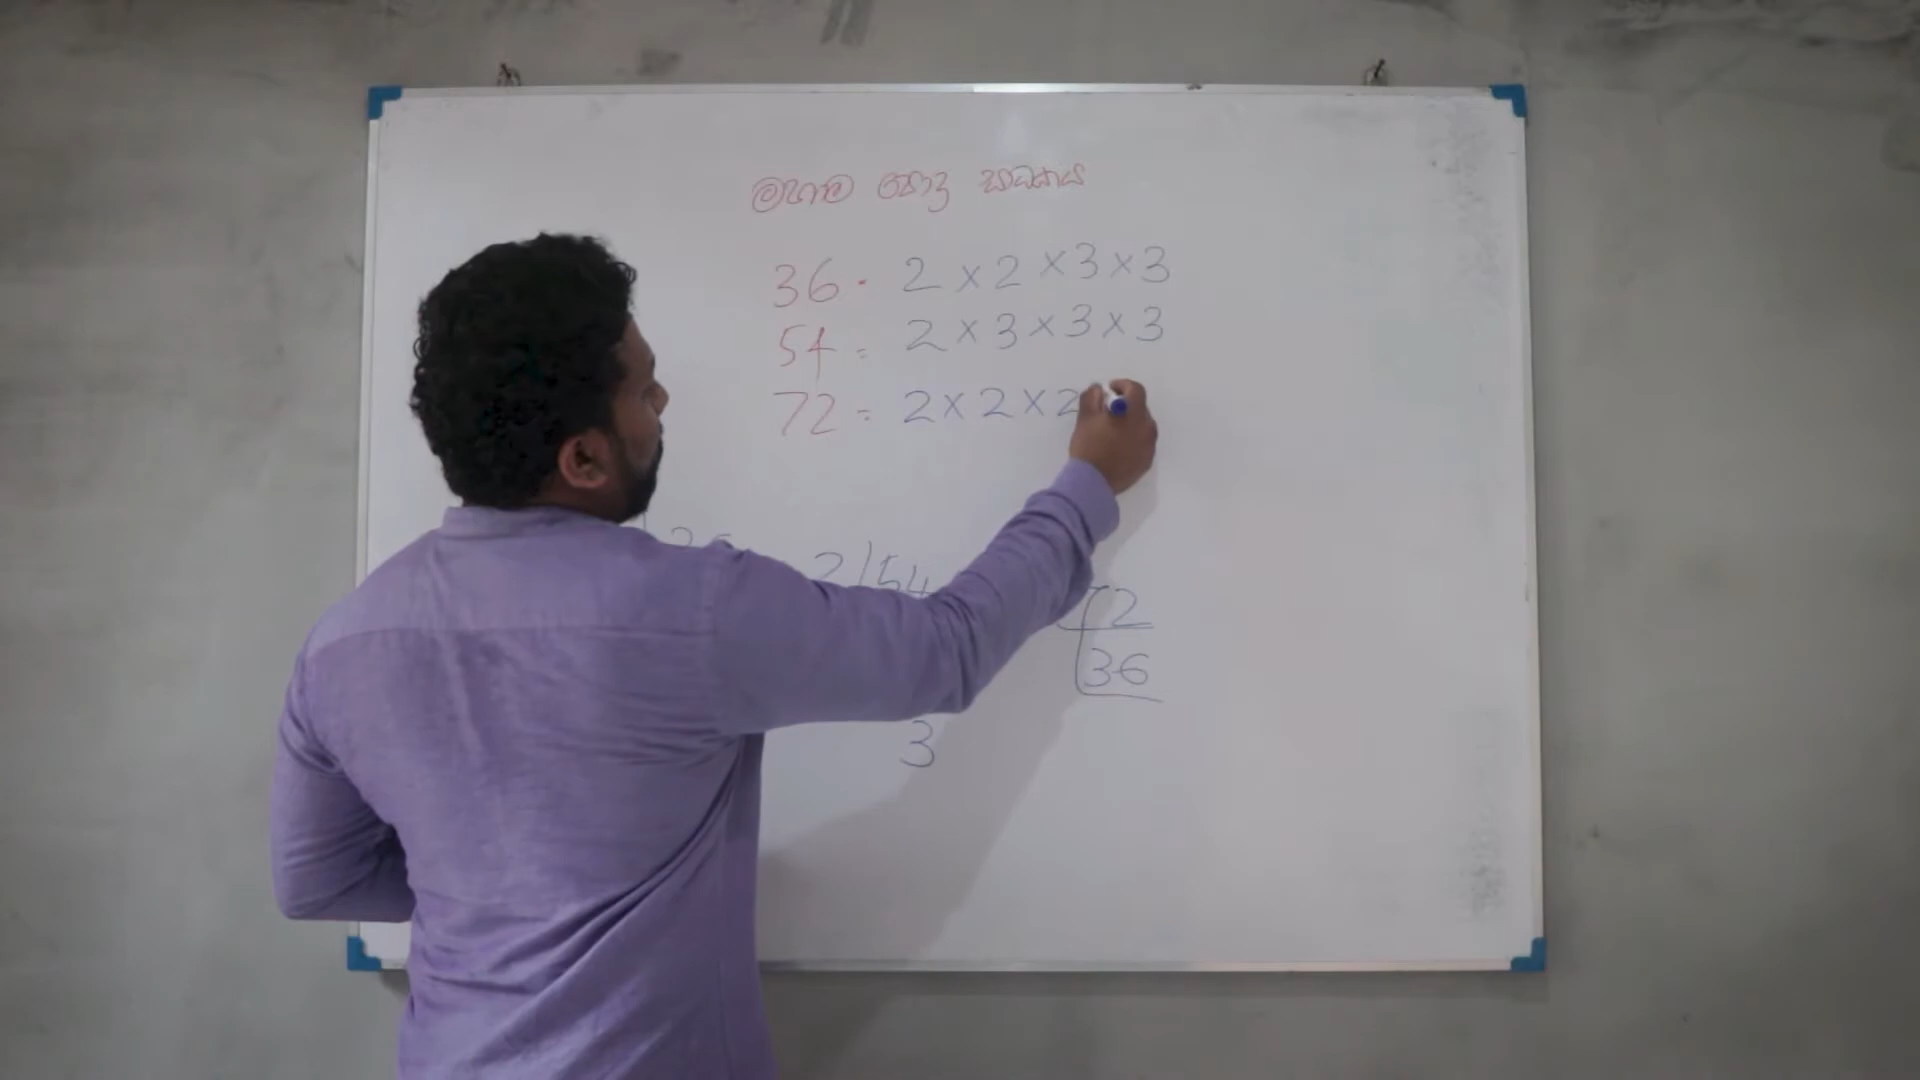 මහාම පොදු සාධකය
36 = 2 × 2 × 3 × 3
54 = 2 × 3 × 3 × 3
72 = 2 × 2 × 2
2 54
72
36
3